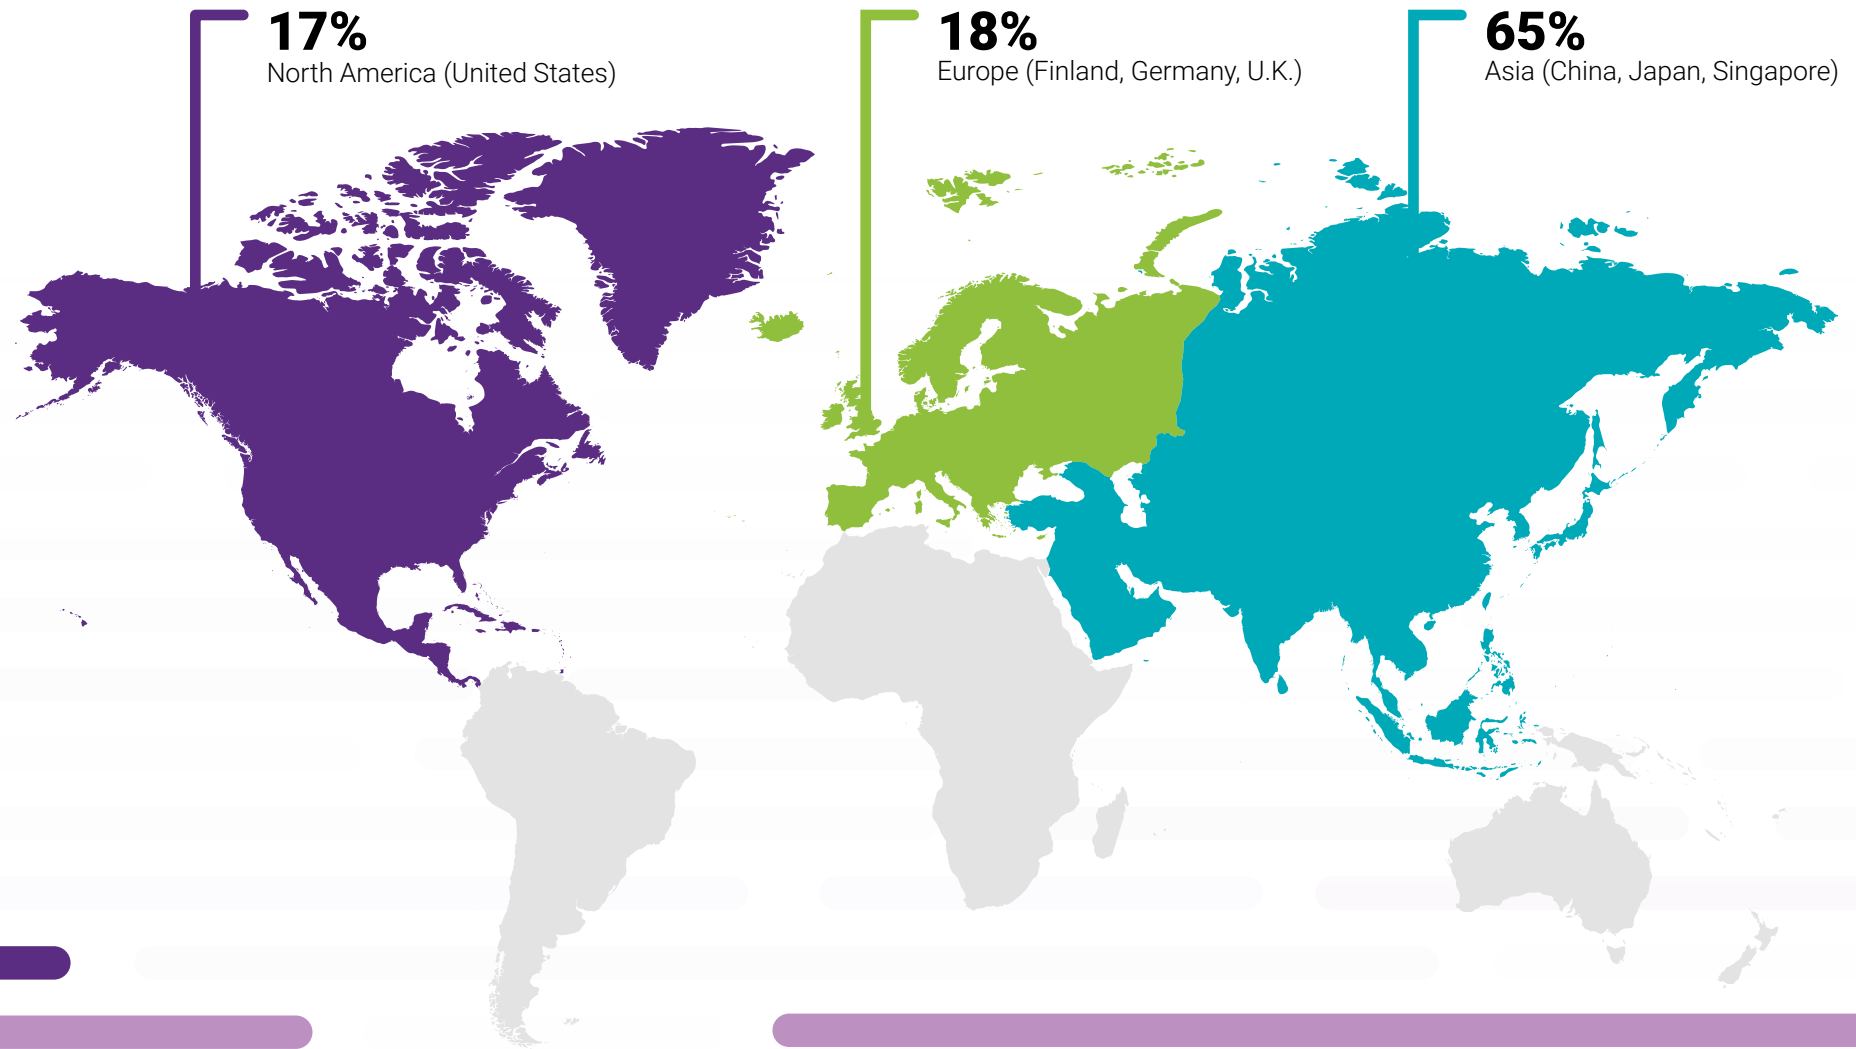 17%
North America (United States)
18%
Europe (Finland, Germany, U.K.)
65%
Asia (China, Japan, Singapore)